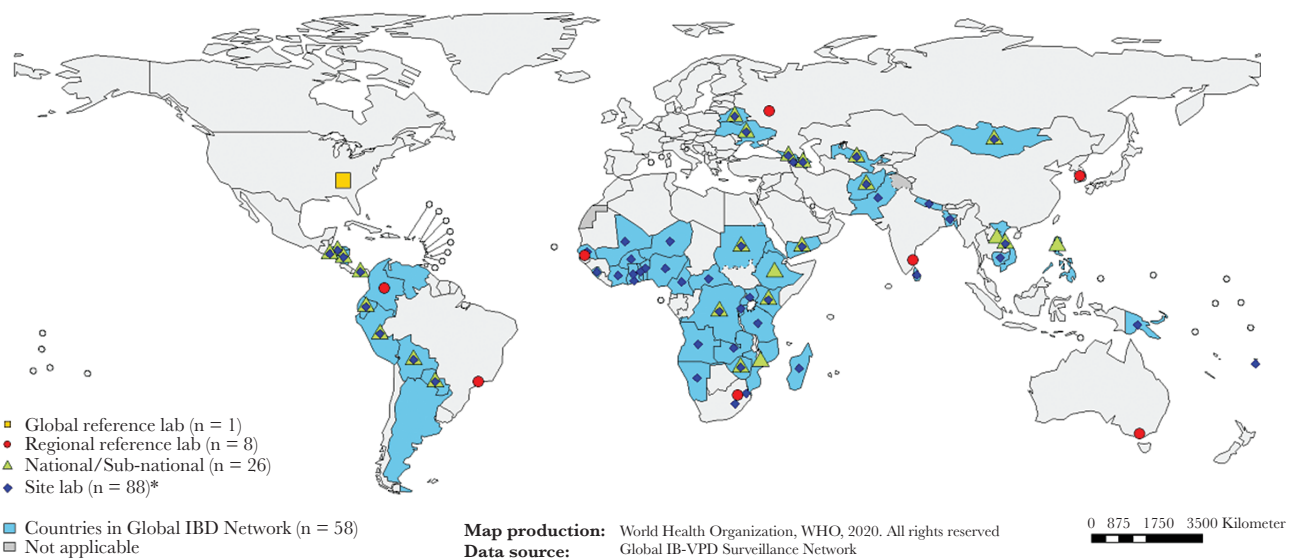 Global reference lab (n = 1)
Regional reference lab (n = 8)
National/Sub-national (n = 26)
Site lab (n = 88)*
Countries in Global IBD Network (n = 58)
Not applicable
Map production: World Health Organization, WHO, 2020. All rights reserved
Data source: Global IB-VPD Surveillance Network
0 875 1750 3500 Kilometer